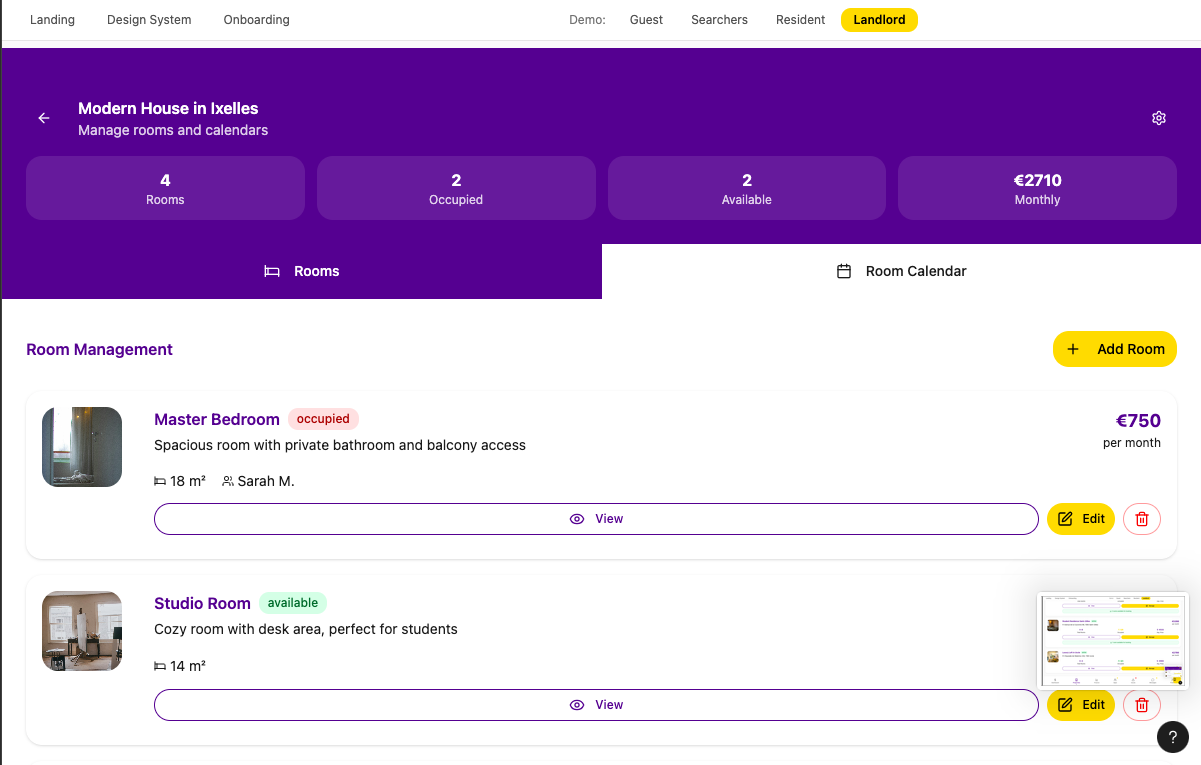 Landing Design System Onboarding Demo: Guest Searchers Resident Landlord
Modern House in Ixelles
Manage rooms and calendars
4
Rooms
2
Occupied
2
Available
€2710
Monthly
Rooms
Room Calendar
Room Management
+ Add Room
Master Bedroom occupied
€750
Spacious room with private bathroom and balcony access
per month
18 m² Sarah M.
View Edit
Studio Room available
Cozy room with desk area, perfect for students
14 m²
View Edit
?